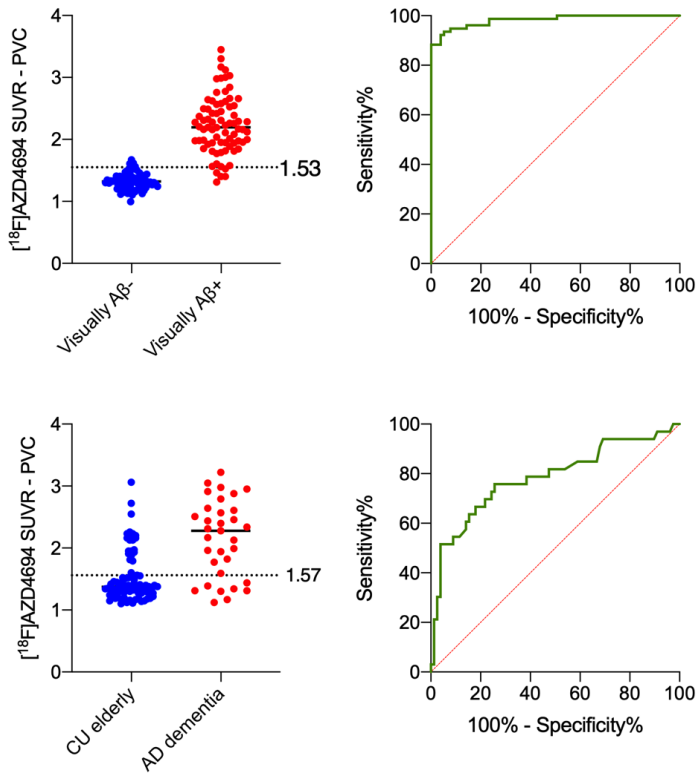 [¹⁸F]AZD4694 SUVR - PVC
4
3
2
1
0
1.53
Visually Aβ-
Visually Aβ+
Sensitivity%
100
80
60
40
20
0
0 20 40 60 80 100
100% - Specificity%
[¹⁸F]AZD4694 SUVR - PVC
4
3
2
1
0
1.57
CU elderly
AD dementia
Sensitivity%
100
80
60
40
20
0
0 20 40 60 80 100
100% - Specificity%